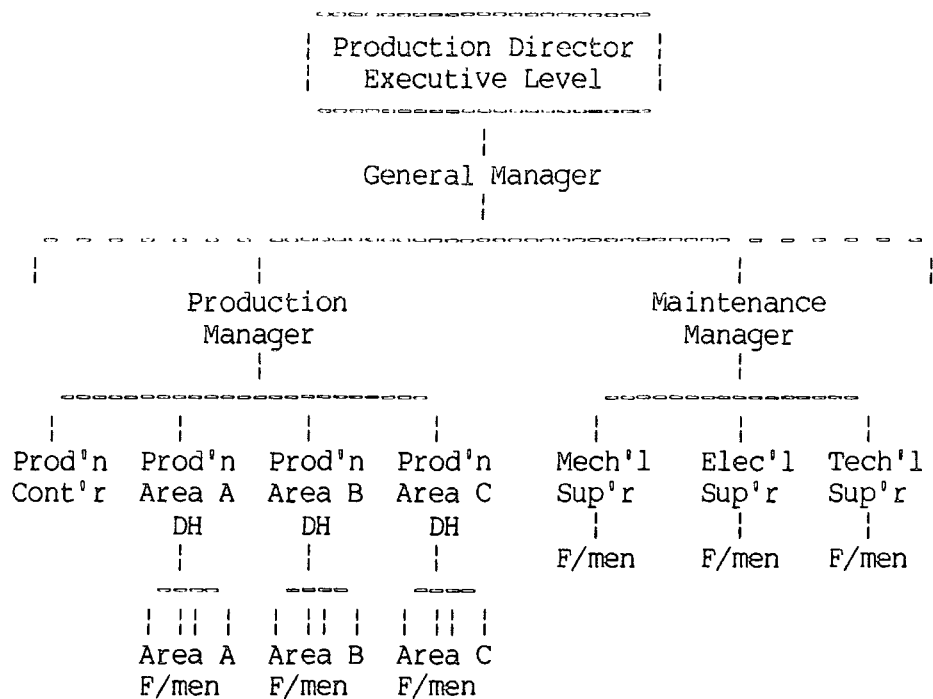 Production Director
Executive Level
General Manager
Production Maintenance
Manager Manager
Prod'n Prod'n Prod'n Prod'n Mech'l Elec'l Tech'l
Cont'r Area A Area B Area C Sup'r Sup'r Sup'r
DH DH DH
F/men F/men F/men
Area A Area B Area C
F/men F/men F/men